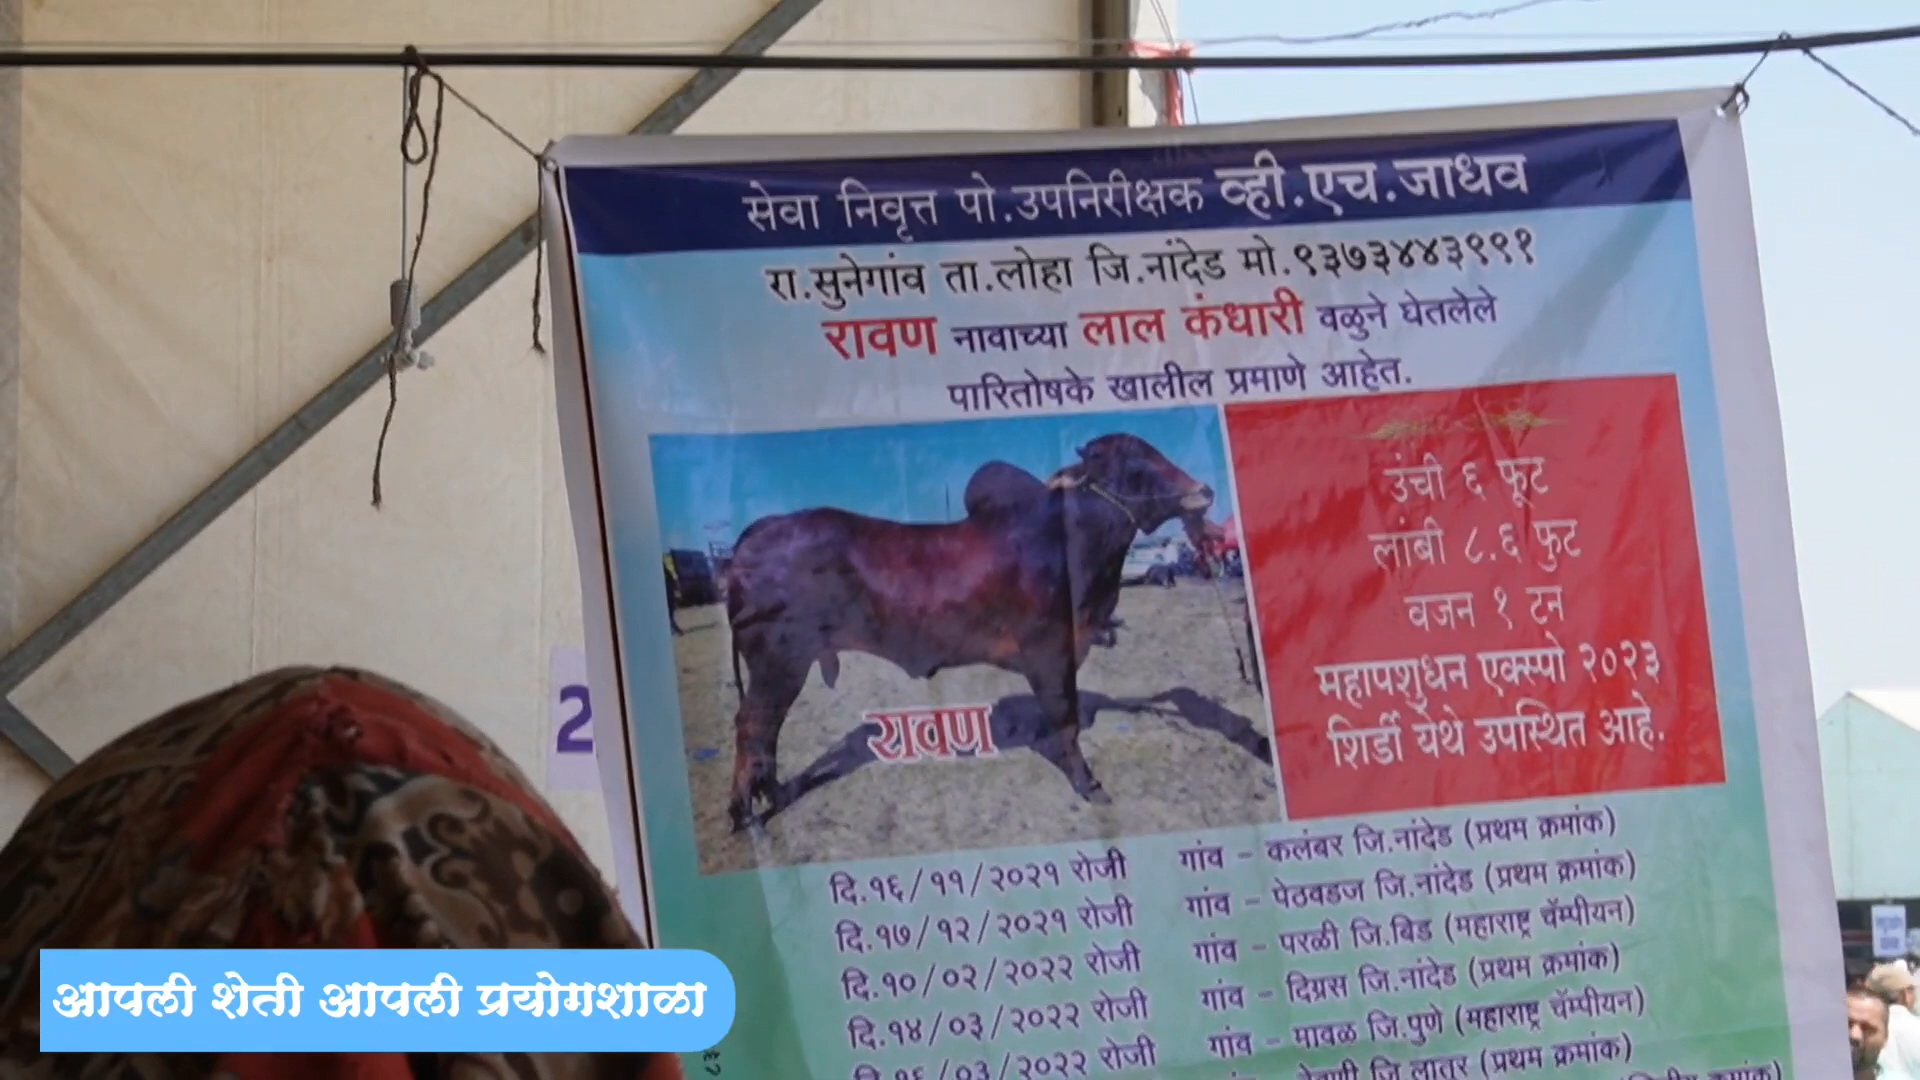 सेवा निवृत्त पो.उपनिरीक्षक व्ही.एच.जाधव
रा.सुनेगांव ता.लोहा जि.नांदेड मो.९३७३४४३९९१
रावण नावाच्या लाल कंधारी वळुने घेतलेले
पारितोषके खालील प्रमाणे आहेत.
उंची ६ फूट
लांबी ८.६ फुट
वजन १ टन
महापशुधन एक्स्पो २०२३
शिर्डी येथे उपस्थित आहे.
रावण
2
दि.१६/११/२०२१ रोजी गांव - कलंबर जि.नांदेड (प्रथम क्रमांक)
दि.१७/१२/२०२१ रोजी गांव - पेठवडज जि.नांदेड (प्रथम क्रमांक)
दि.१०/०२/२०२२ रोजी गांव - परळी जि.बिड (महाराष्ट्र चॅम्पीयन)
दि.१४/०३/२०२२ रोजी गांव - दिग्रस जि.नांदेड (प्रथम क्रमांक)
दि.१६/०३/२०२२ रोजी गांव - मावळ जि.पुणे (महाराष्ट्र चॅम्पीयन)
जि.लातूर (प्रथम क्रमांक)
आपली शेती आपली प्रयोगशाळा